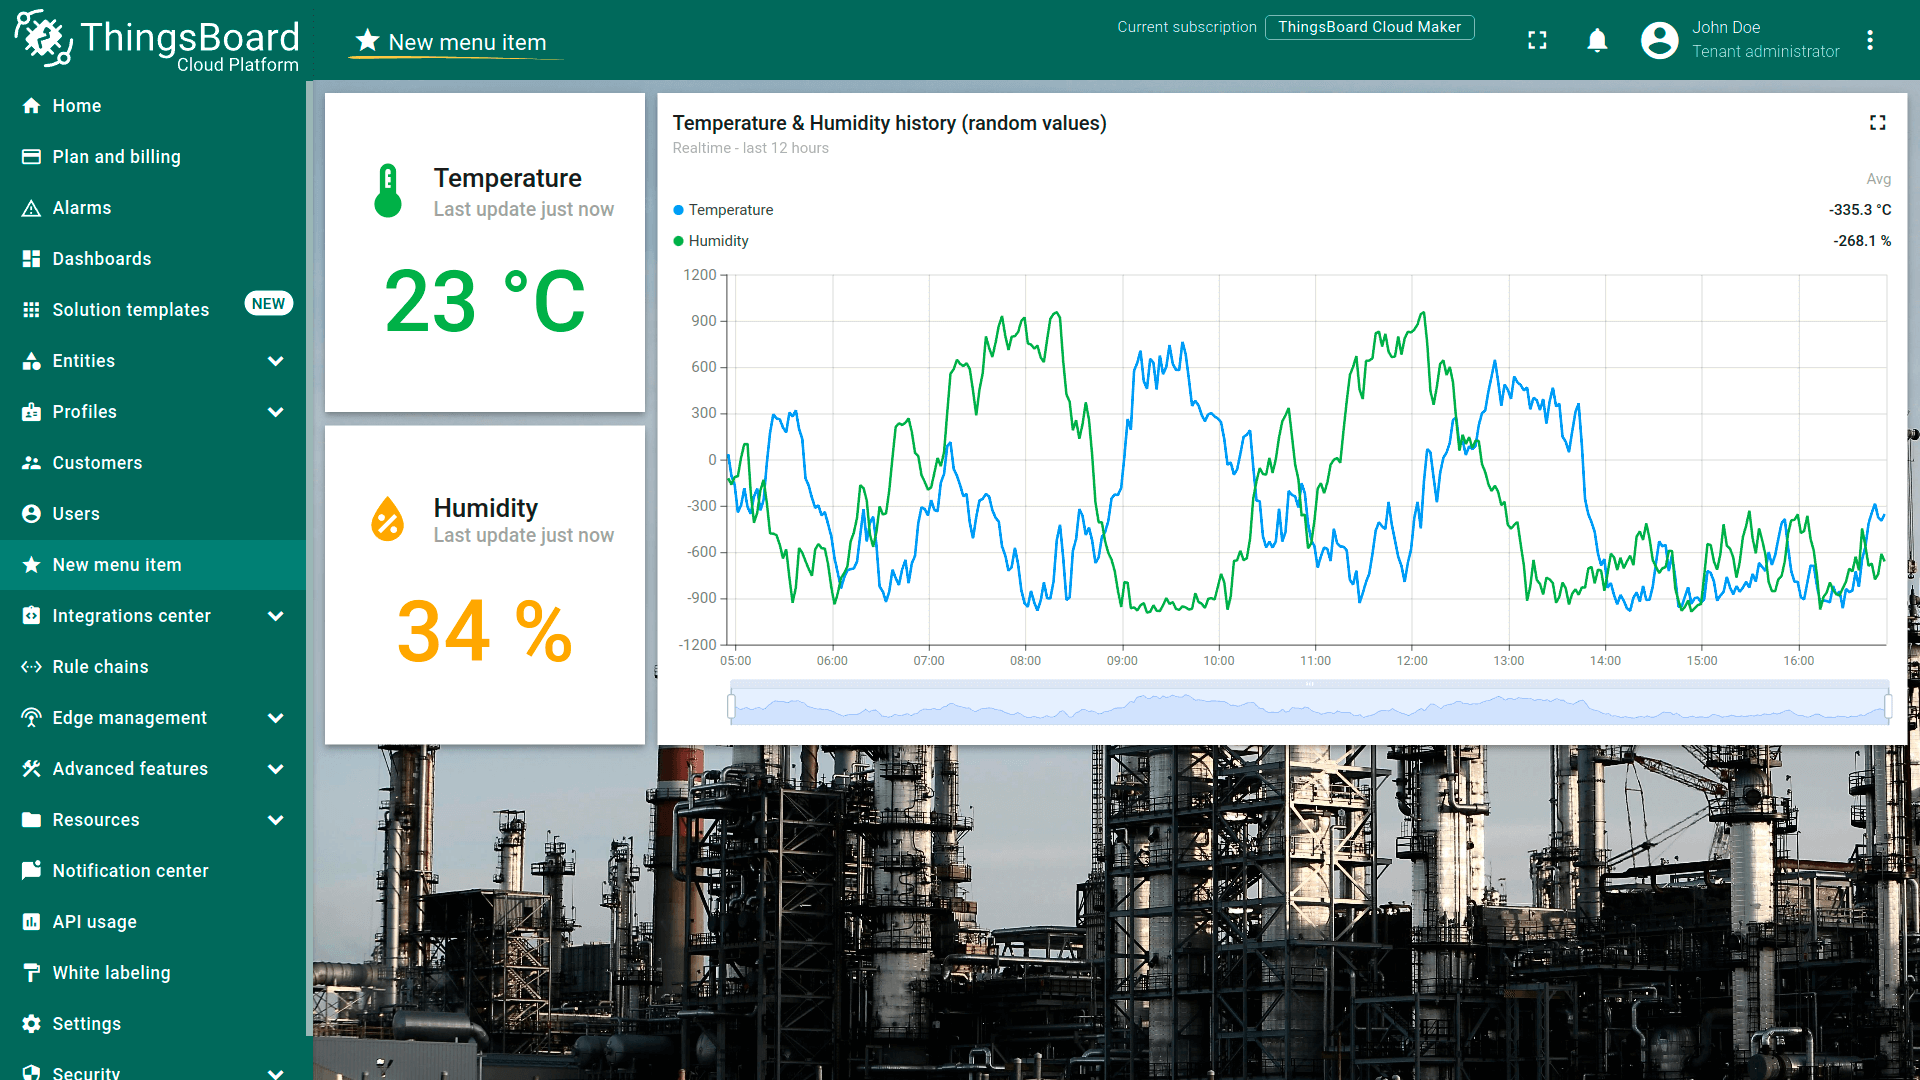 ThingsBoard
Cloud Platform
New menu item
Current subscription ThingsBoard Cloud Maker
John Doe
Tenant administrator
Home
Plan and billing
Alarms
Dashboards
Solution templates NEW
Entities
Profiles
Customers
Users
New menu item
Integrations center
Rule chains
Edge management
Advanced features
Resources
Notification center
API usage
White labeling
Settings
Security
Temperature
Last update just now
23 °C
Humidity
Last update just now
34 %
Temperature & Humidity history (random values)
Realtime - last 12 hours
Avg
Temperature -335.3 °C
Humidity -268.1 %
1200
900
600
300
0
-300
-600
-900
-1200
05:00 06:00 07:00 08:00 09:00 10:00 11:00 12:00 13:00 14:00 15:00 16:00